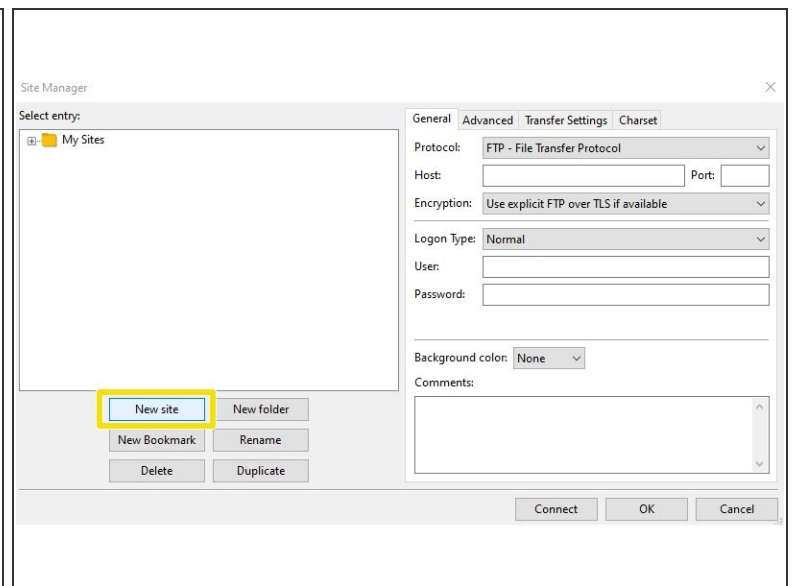 Site Manager
Select entry:
My Sites
New site
New folder
New Bookmark
Rename
Delete
Duplicate
General Advanced Transfer Settings Charset
Protocol: FTP - File Transfer Protocol
Host: Port:
Encryption: Use explicit FTP over TLS if available
Logon Type: Normal
User:
Password:
Background color: None
Comments:
Connect OK Cancel